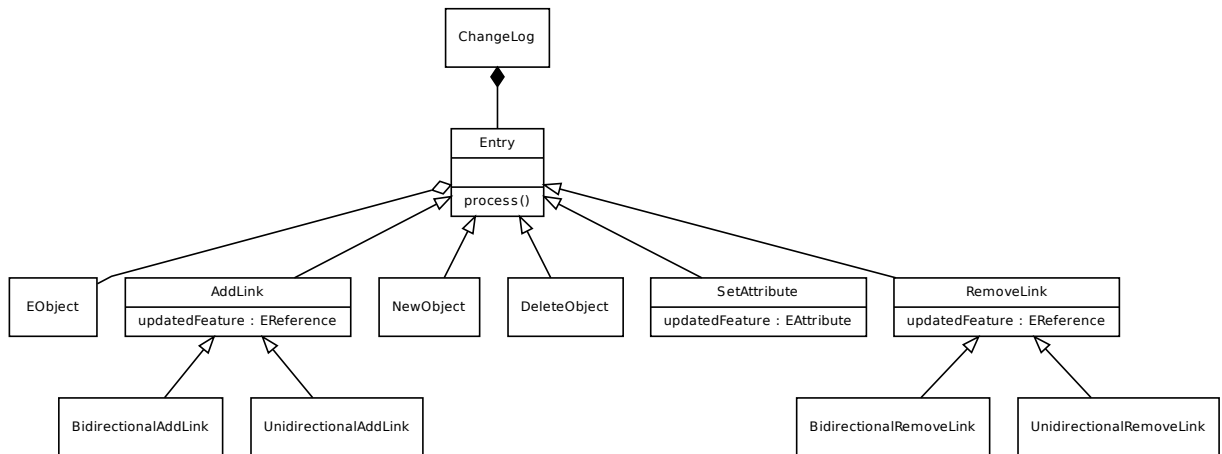 ChangeLog
Entry
process()
EObject
AddLink
updatedFeature : EReference
NewObject
DeleteObject
SetAttribute
updatedFeature : EAttribute
RemoveLink
updatedFeature : EReference
BidirectionalAddLink
UnidirectionalAddLink
BidirectionalRemoveLink
UnidirectionalRemoveLink